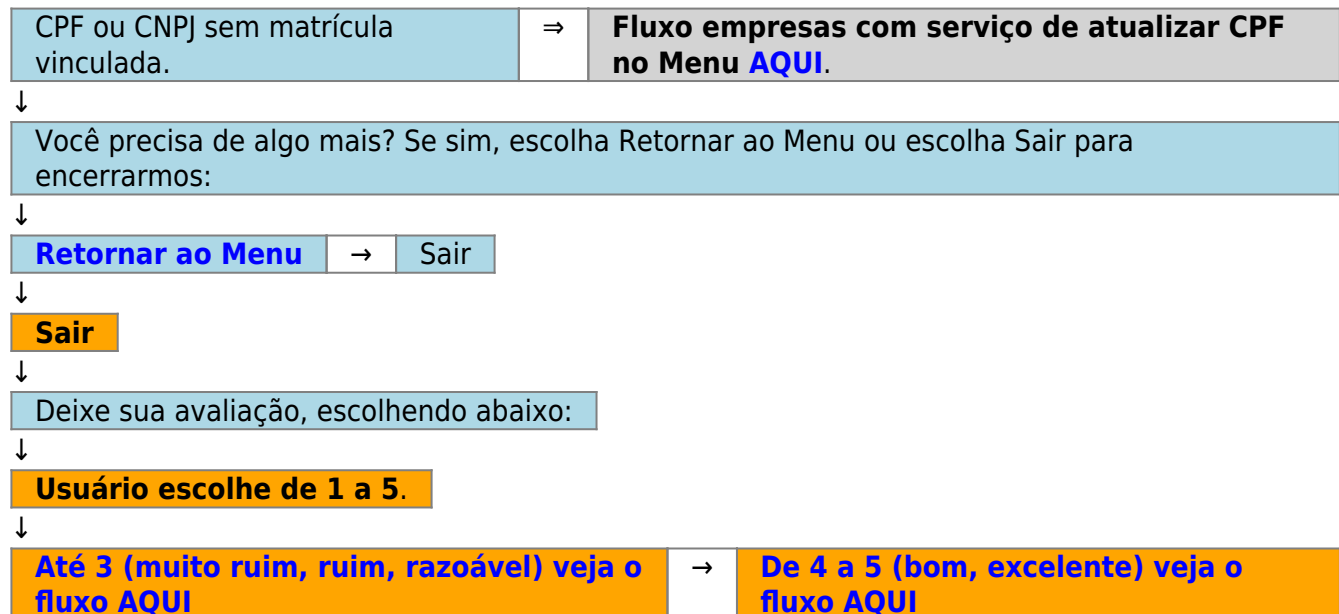 CPF ou CNPJ sem matrícula vinculada. ⇒ Fluxo empresas com serviço de atualizar CPF no Menu AQUI.
↓
Você precisa de algo mais? Se sim, escolha Retornar ao Menu ou escolha Sair para
encerrarmos:
↓
Retornar ao Menu → Sair
↓
Sair
↓
Deixe sua avaliação, escolhendo abaixo:
↓
Usuário escolhe de 1 a 5.
↓
Até 3 (muito ruim, ruim, razoável) veja o fluxo AQUI → De 4 a 5 (bom, excelente) veja o fluxo AQUI